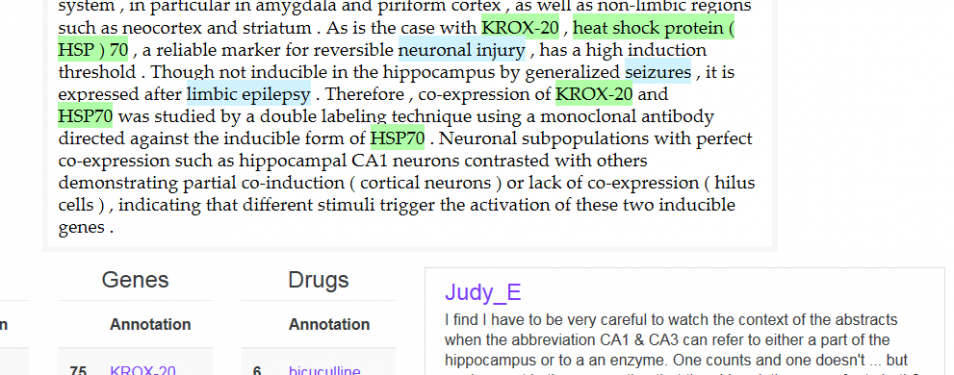 system , in particular in amygdala and piriform cortex , as well as non-limbic regions
such as neocortex and striatum . As is the case with KROX-20 , heat shock protein (
HSP ) 70 , a reliable marker for reversible neuronal injury , has a high induction
threshold . Though not inducible in the hippocampus by generalized seizures , it is
expressed after limbic epilepsy . Therefore , co-expression of KROX-20 and
HSP70 was studied by a double labeling technique using a monoclonal antibody
directed against the inducible form of HSP70 . Neuronal subpopulations with perfect
co-expression such as hippocampal CA1 neurons contrasted with others
demonstrating partial co-induction ( cortical neurons ) or lack of co-expression ( hilus
cells ) , indicating that different stimuli trigger the activation of these two inducible
genes .
Genes
Annotation
75 KROX-20
Drugs
Annotation
6 bicuculline
Judy_E
I find I have to be very careful to watch the context of the abstracts
when the abbreviation CA1 & CA3 can refer to either a part of the
hippocampus or to a an enzyme. One counts and one doesn't ... but